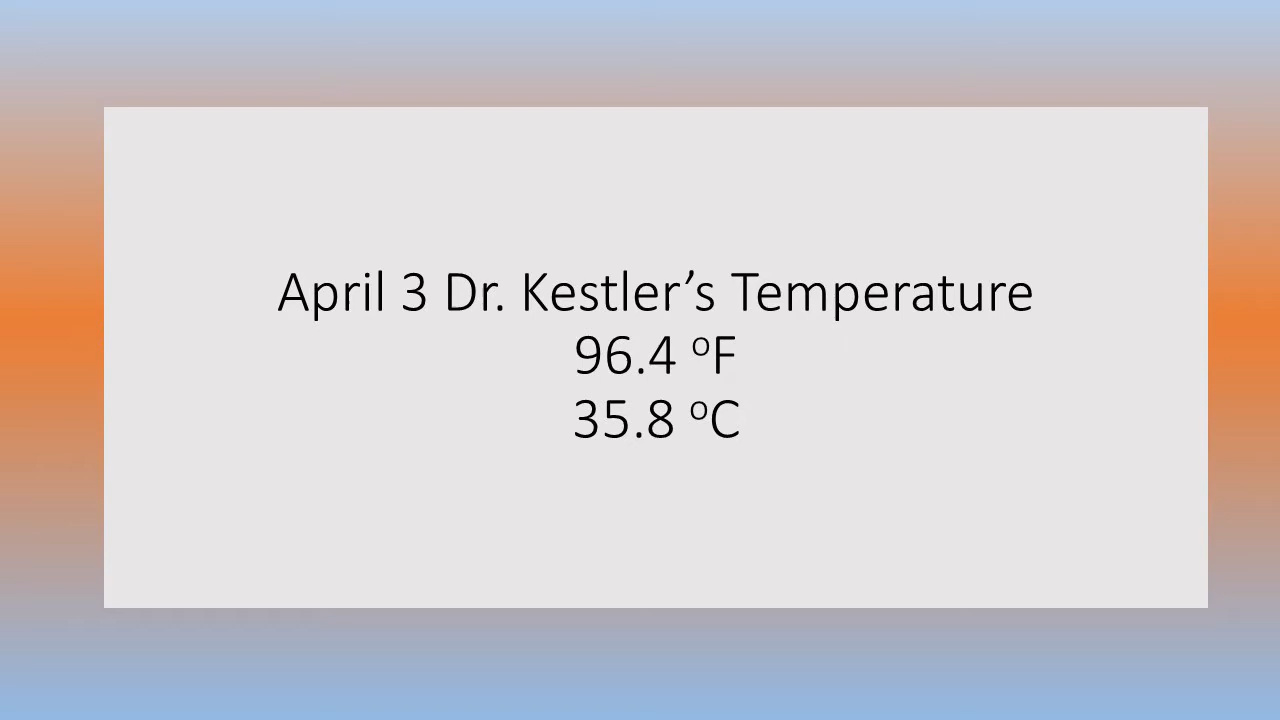 April 3 Dr. Kestler’s Temperature
96.4 ºF
35.8 ºC